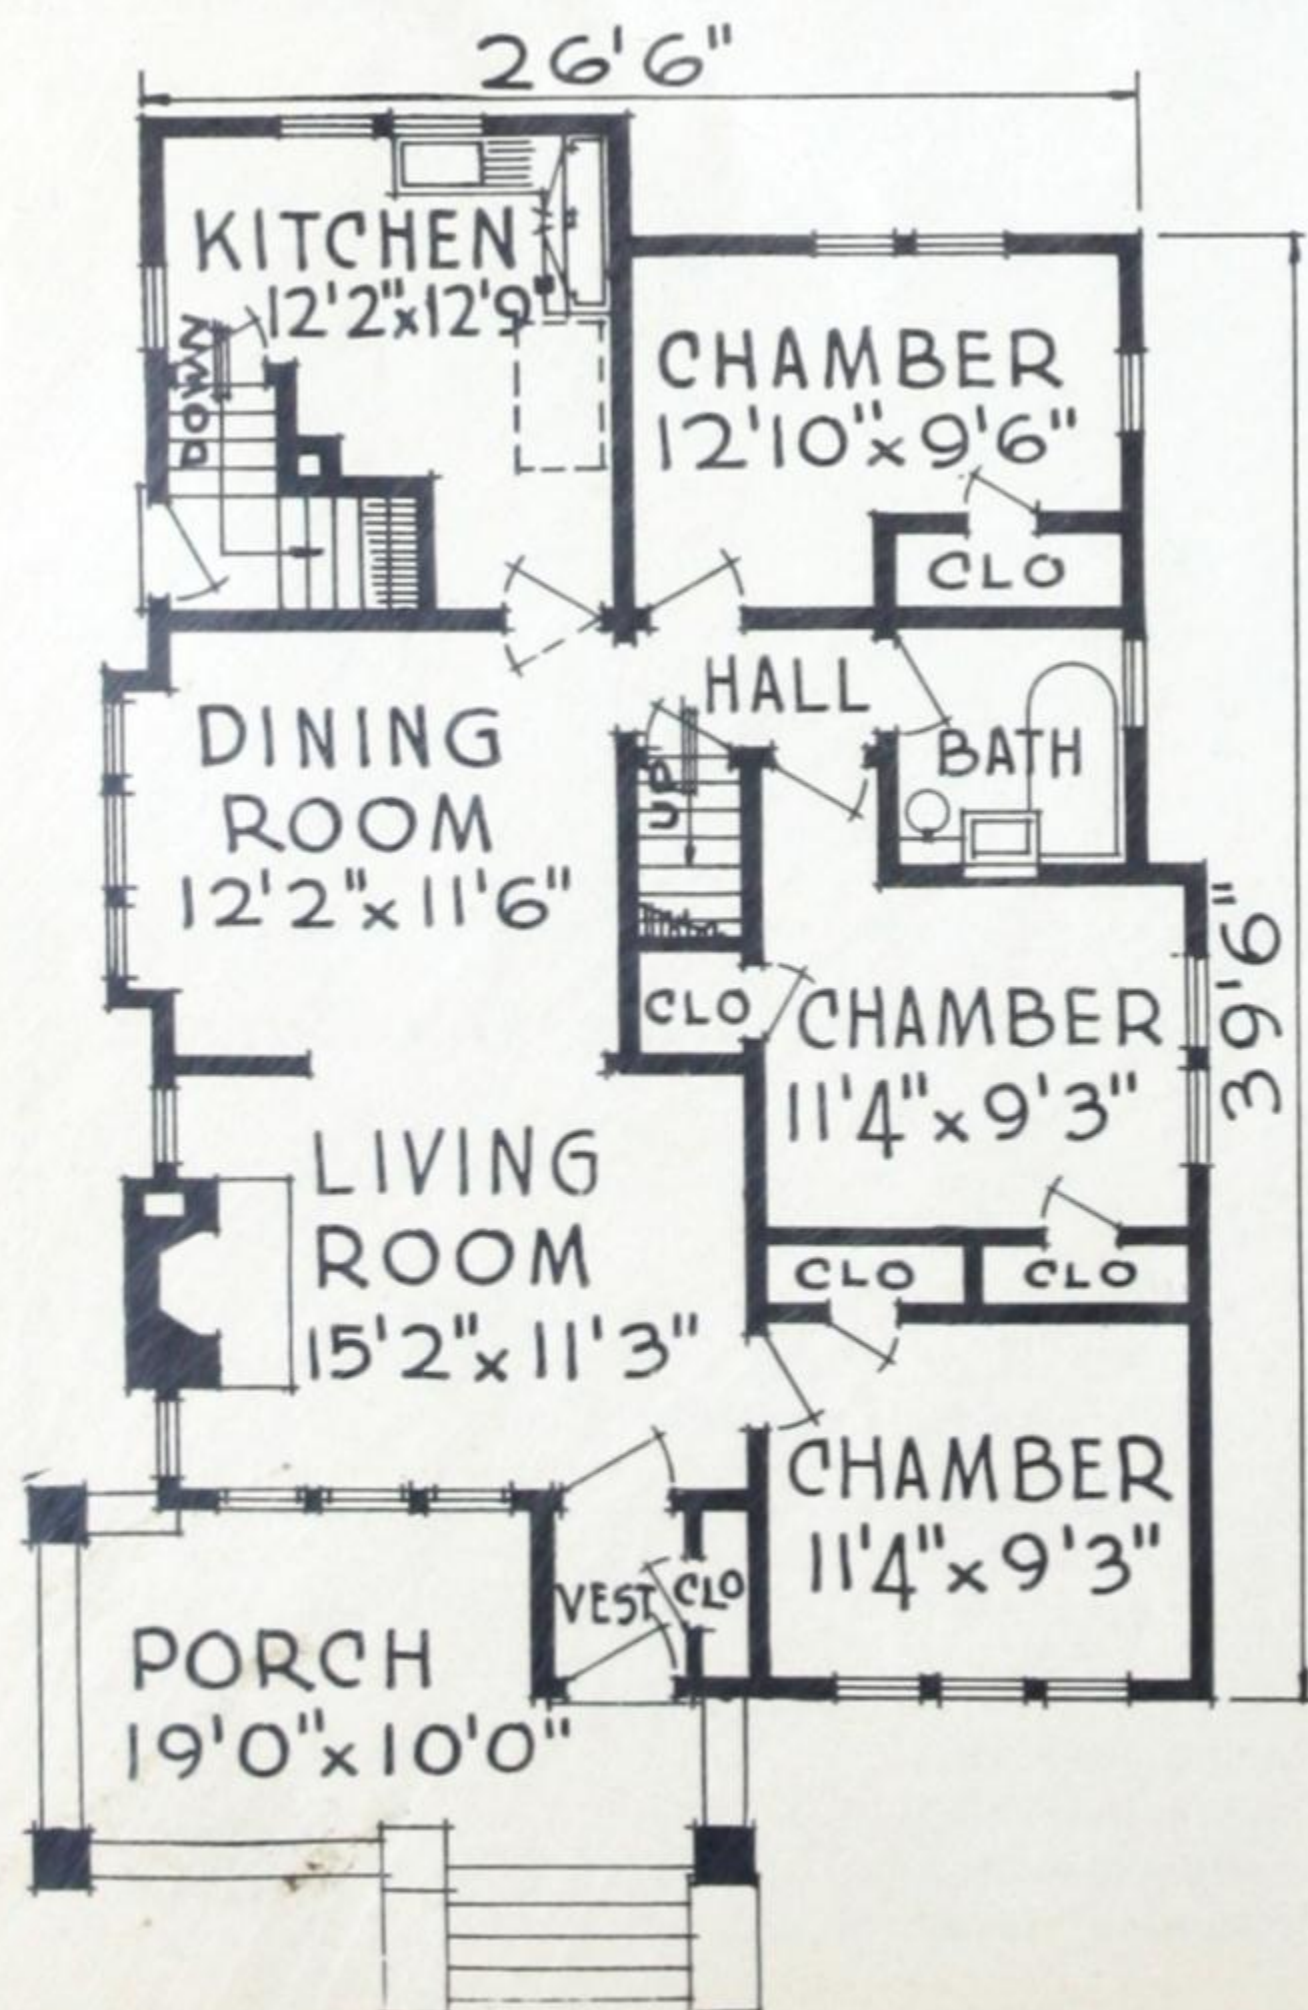 26'6"
KITCHEN
12'2"x12'9"
DOWN
CHAMBER
12'10"x9'6"
CLO
HALL
DINING
ROOM
12'2"x11'6"
UP
BATH
CLO
CHAMBER
11'4"x9'3"
39'6"
LIVING
ROOM
15'2"x11'3"
CLO
CLO
CHAMBER
11'4"x9'3"
VEST
CLO
PORCH
19'0"x10'0"